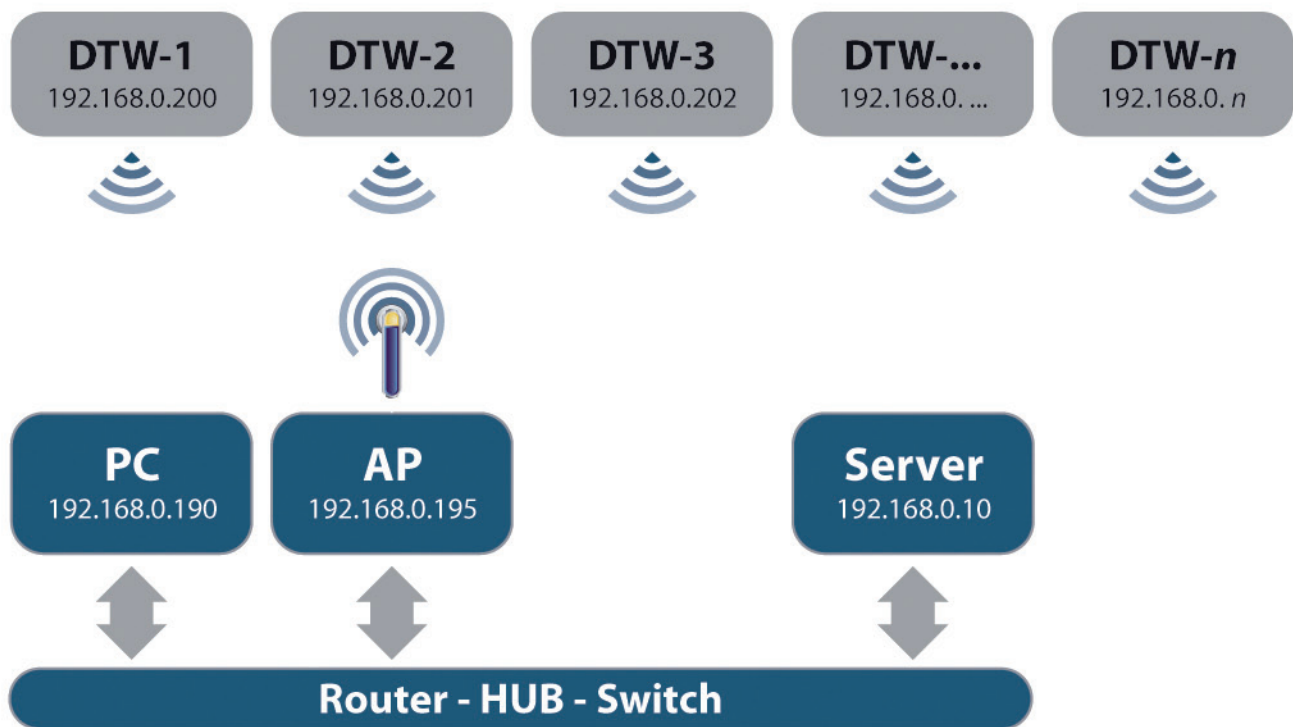 DTW-1
192.168.0.200
DTW-2
192.168.0.201
DTW-3
192.168.0.202
DTW-...
192.168.0. ...
DTW-n
192.168.0. n
PC
192.168.0.190
AP
192.168.0.195
Server
192.168.0.10
Router - HUB - Switch